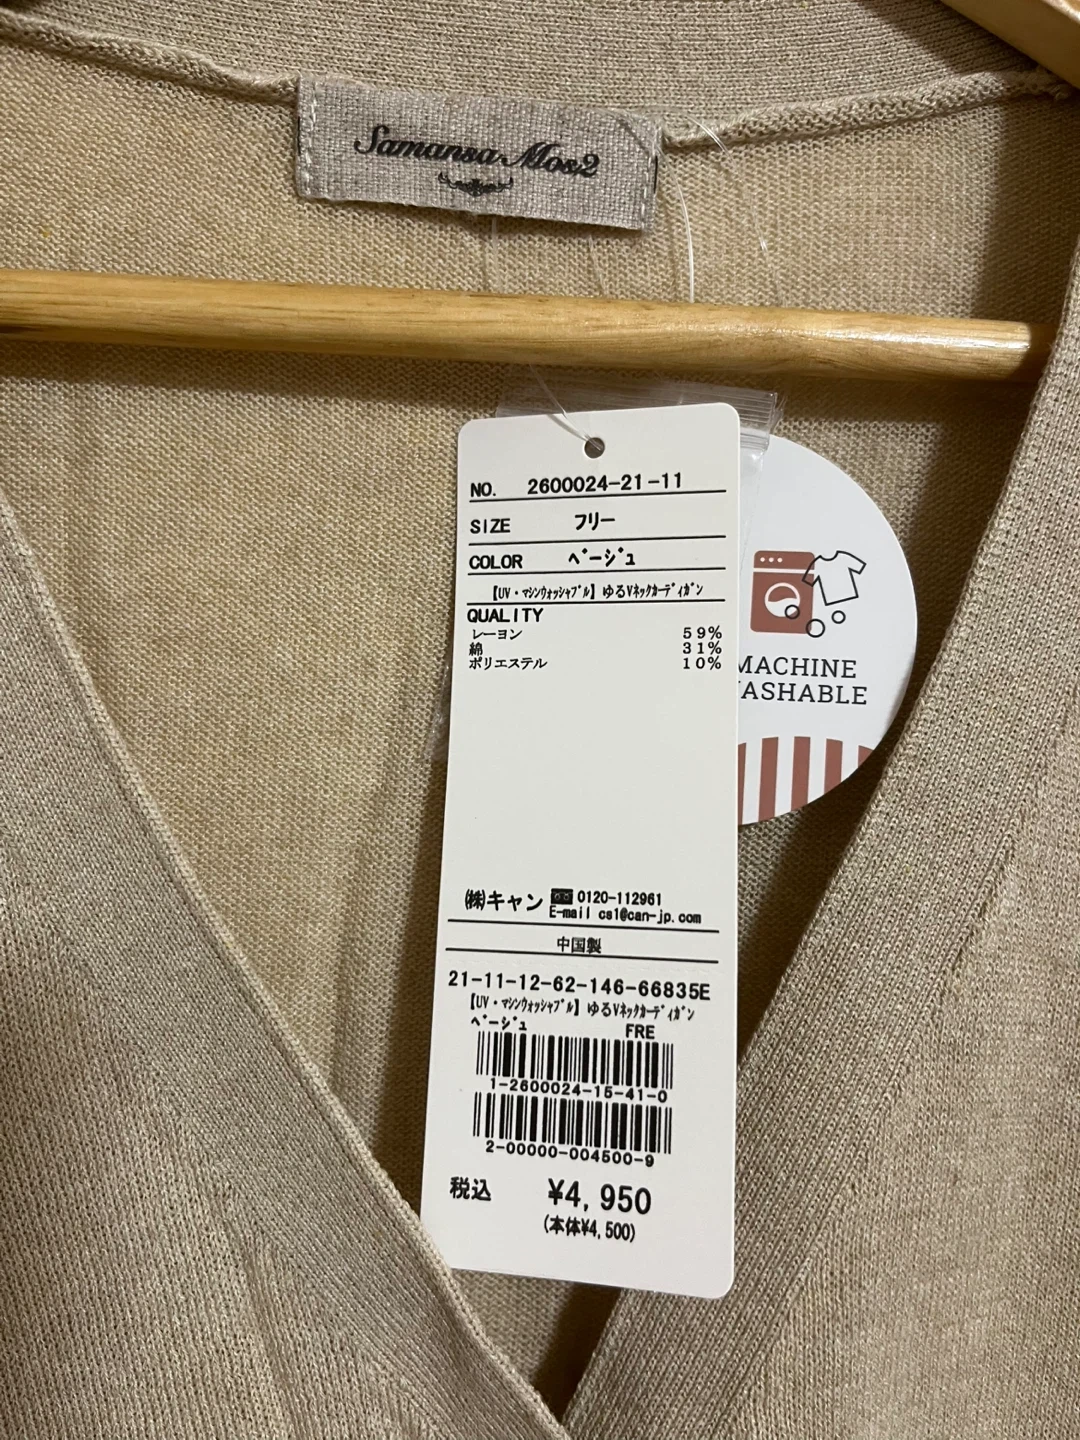 Samansa Mos2
NO. 2600024-21-11
SIZE フリー
COLOR ベージュ
【UV・マシンウォッシャブル】ゆるVネックカーディガン
QUALITY
レーヨン 59%
綿 31%
ポリエステル 10%
MACHINE
WASHABLE
㈱キャン 0120-112961
E-mail cs1@can-jp.com
中国製
21-11-12-62-146-66835E
【UV・マシンウォッシャブル】ゆるVネックカーディガン
ベージュ FRE
1-2600024-15-41-0
2-00000-004500-9
税込 ¥4,950
(本体¥4,500)